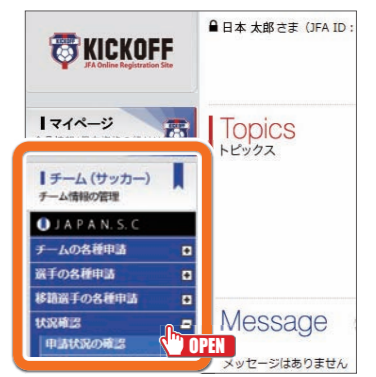 KICKOFF
JFA Online Registration Site
日本 太郎さま (JFA ID :
マイページ
Topics
トピックス
チーム (サッカー)
チーム情報の管理
JAPAN.S.C
チームの各種申請
選手の各種申請
移籍選手の各種申請
状況確認
申請状況の確認
OPEN
Message
メッセージはありません